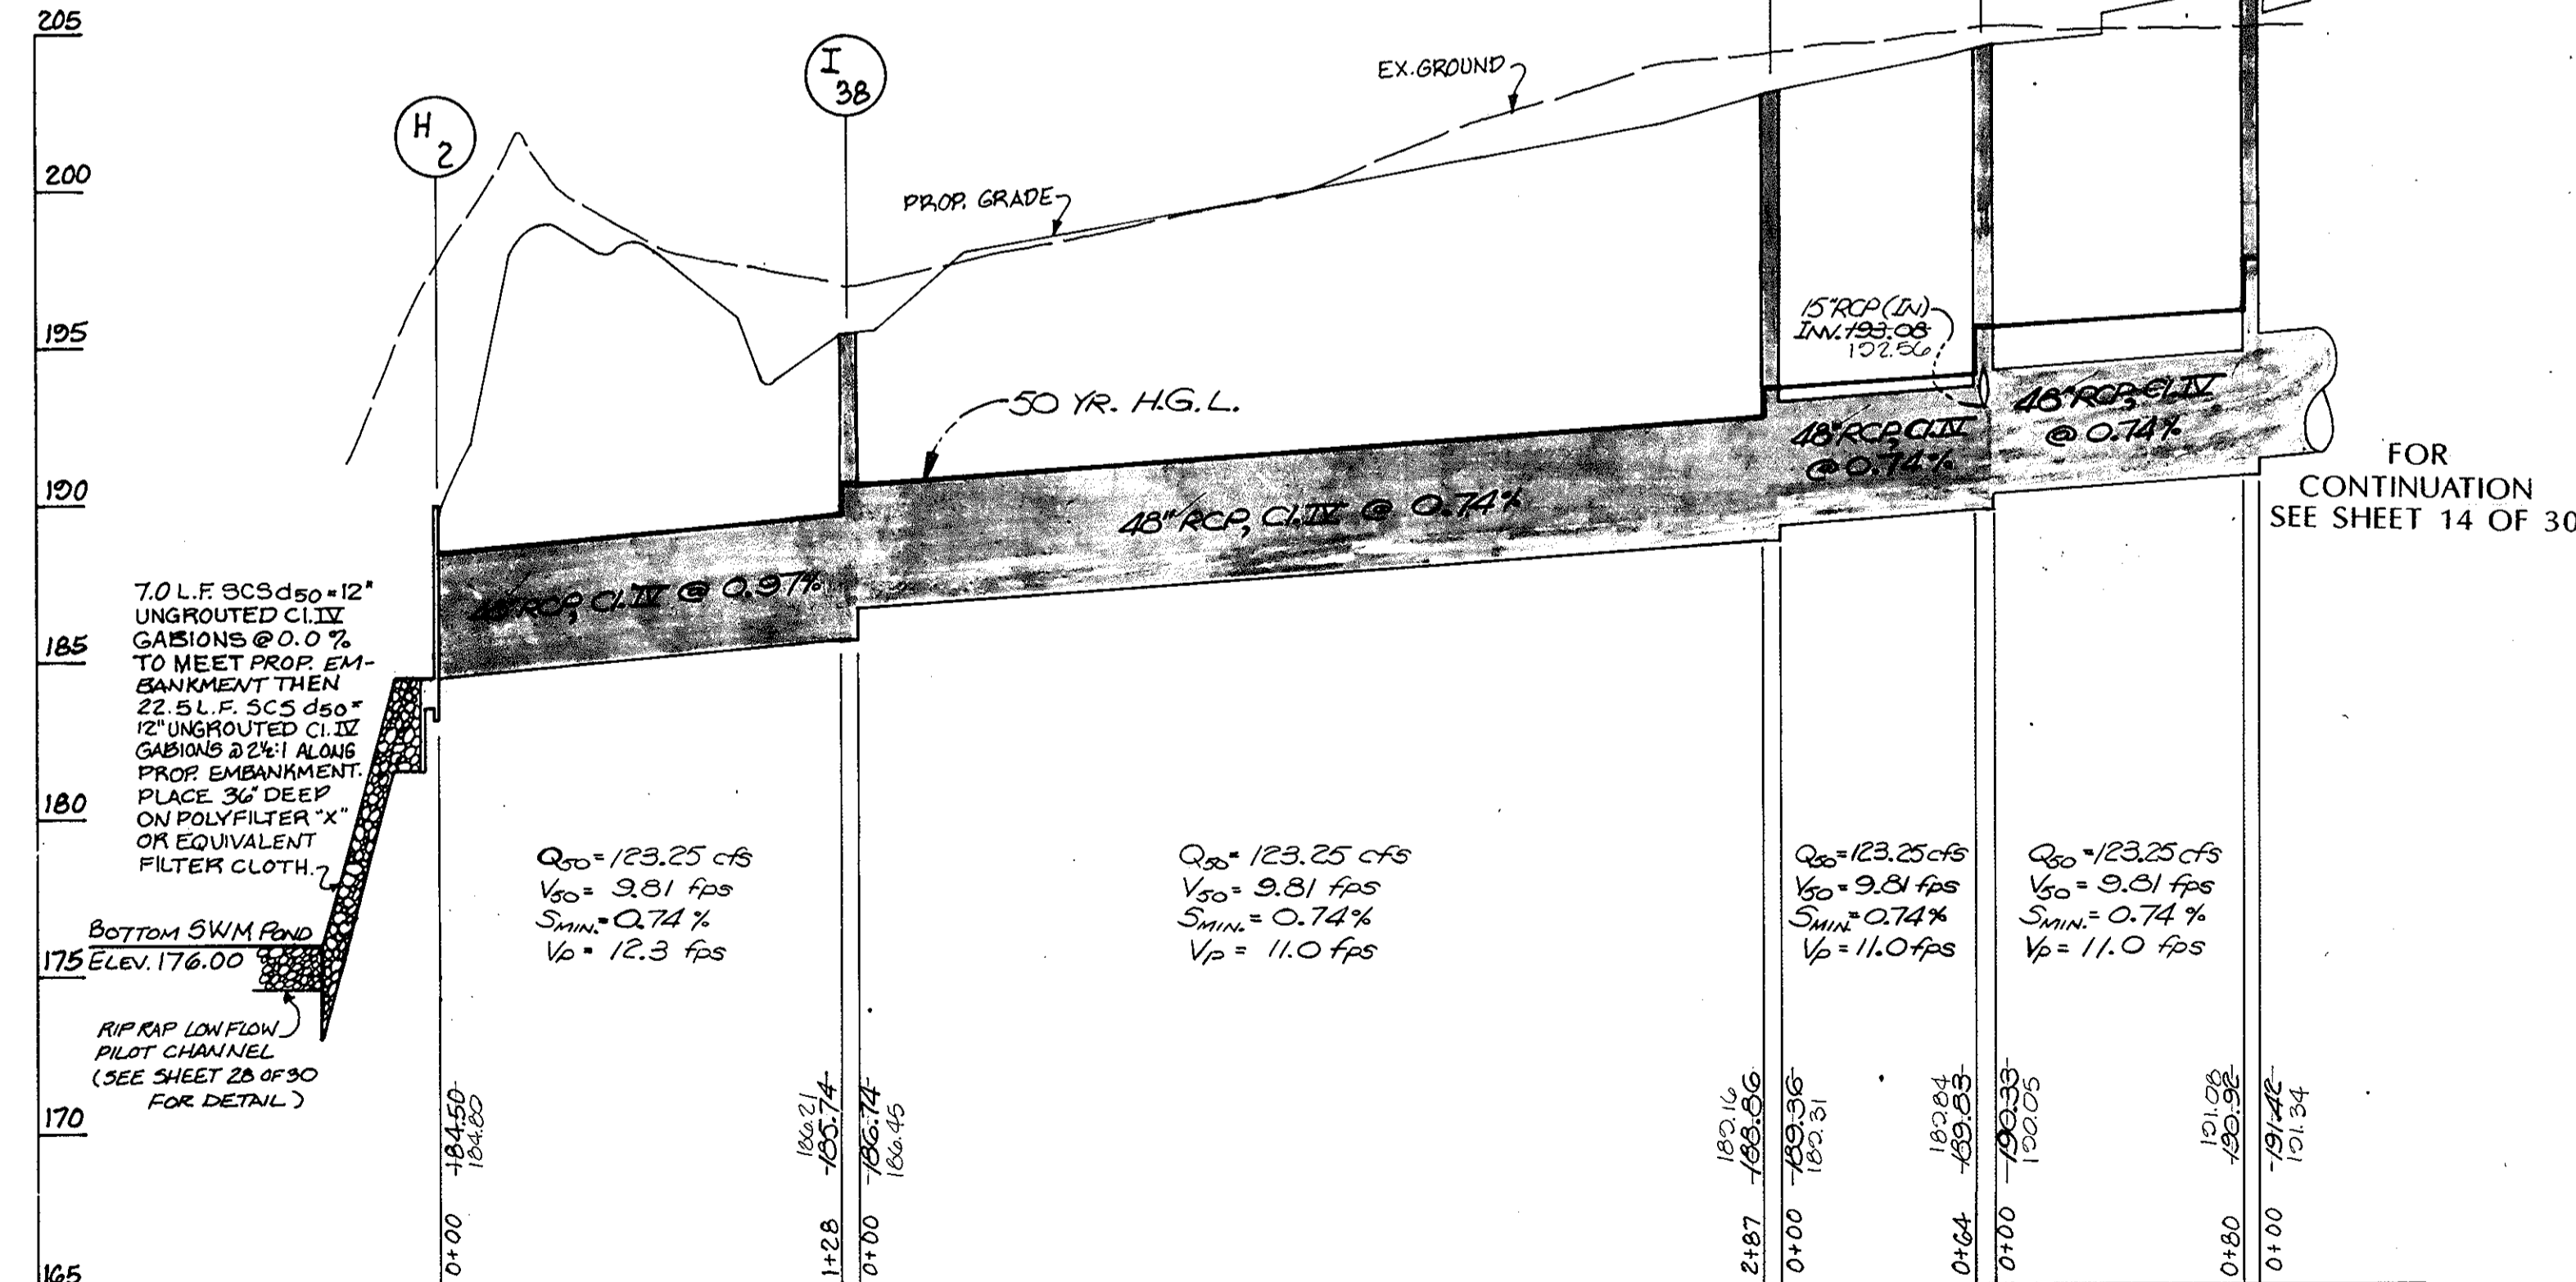 205
200
195
190
185
180
175
170
165
H
2
I
38
EX. GROUND
PROP. GRADE
50 YR. H.G.L.
15" RCP (IN)
INV. 193.08
192.56
48" RCP, Cl. IV @ 0.97%
48" RCP, Cl. IV @ 0.74%
48" RCP, Cl. IV
@ 0.74%
48" RCP, Cl. IV
@ 0.74%
FOR
CONTINUATION
SEE SHEET 14 OF 30
7.0 L.F. SCS d50 = 12"
UNGROUTED Cl. IV
GABIONS @ 0.0 %
TO MEET PROP. EM-
BANKMENT THEN
22.5 L.F. SCS d50 =
12" UNGROUTED Cl. IV
GABIONS @ 2½:1 ALONG
PROP. EMBANKMENT.
PLACE 36" DEEP
ON POLYFILTER "X"
OR EQUIVALENT
FILTER CLOTH.
BOTTOM SWM POND
ELEV. 176.00
RIP RAP LOW FLOW
PILOT CHANNEL
(SEE SHEET 28 OF 30
FOR DETAIL)
Q50 = 123.25 cfs
V50 = 9.81 fps
SMIN. = 0.74 %
Vp = 12.3 fps
Q50 = 123.25 cfs
V50 = 9.81 fps
SMIN. = 0.74%
Vp = 11.0 fps
Q50 = 123.25 cfs
V50 = 9.81 fps
SMIN. = 0.74%
Vp = 11.0 fps
Q50 = 123.25 cfs
V50 = 9.81 fps
SMIN. = 0.74 %
Vp = 11.0 fps
0+00 184.50
184.80
186.21
1+28 185.74
0+00 186.74
186.45
189.16
2+87 188.86
0+00 189.36
189.31
189.84
0+64 189.83
0+00 190.33
190.05
191.08
0+80 190.92
0+00 191.42
191.34